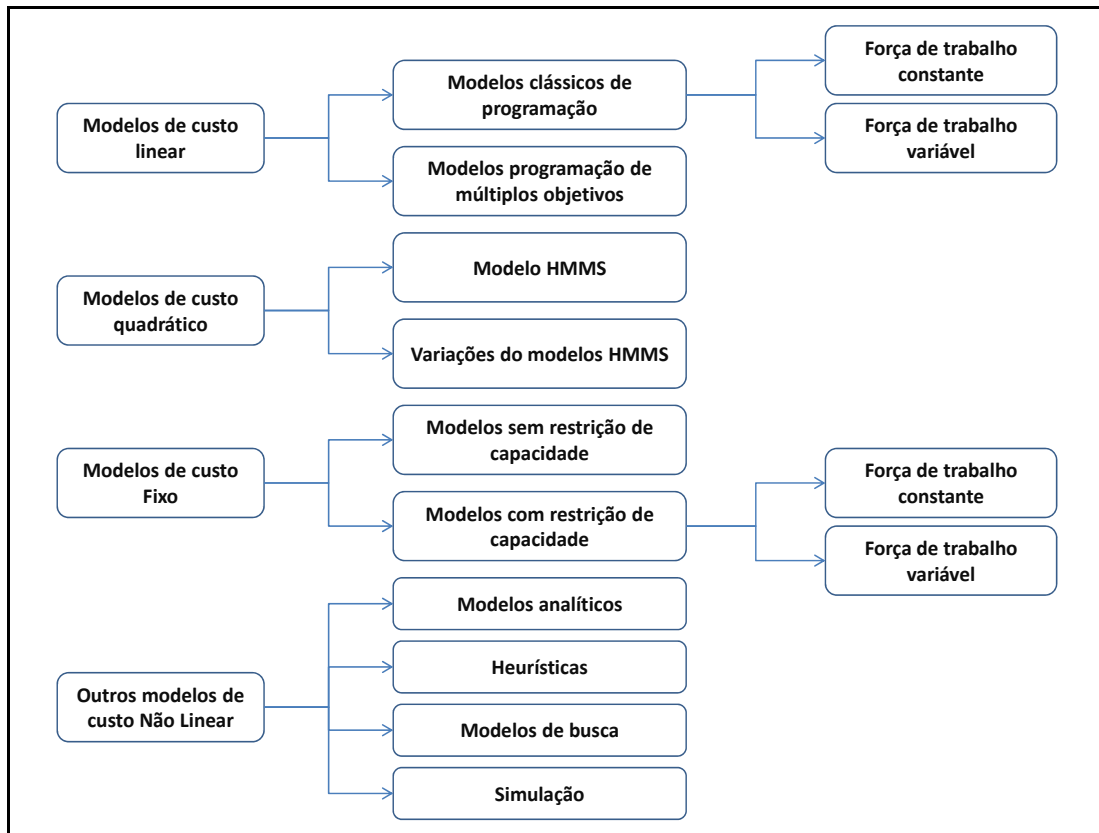 Modelos de custo
linear
Modelos clássicos de
programação
Força de trabalho
constante
Força de trabalho
variável
Modelos programação de
múltiplos objetivos
Modelos de custo
quadrático
Modelo HMMS
Variações do modelos HMMS
Modelos de custo
Fixo
Modelos sem restrição de
capacidade
Modelos com restrição de
capacidade
Força de trabalho
constante
Força de trabalho
variável
Outros modelos de
custo Não Linear
Modelos analíticos
Heurísticas
Modelos de busca
Simulação